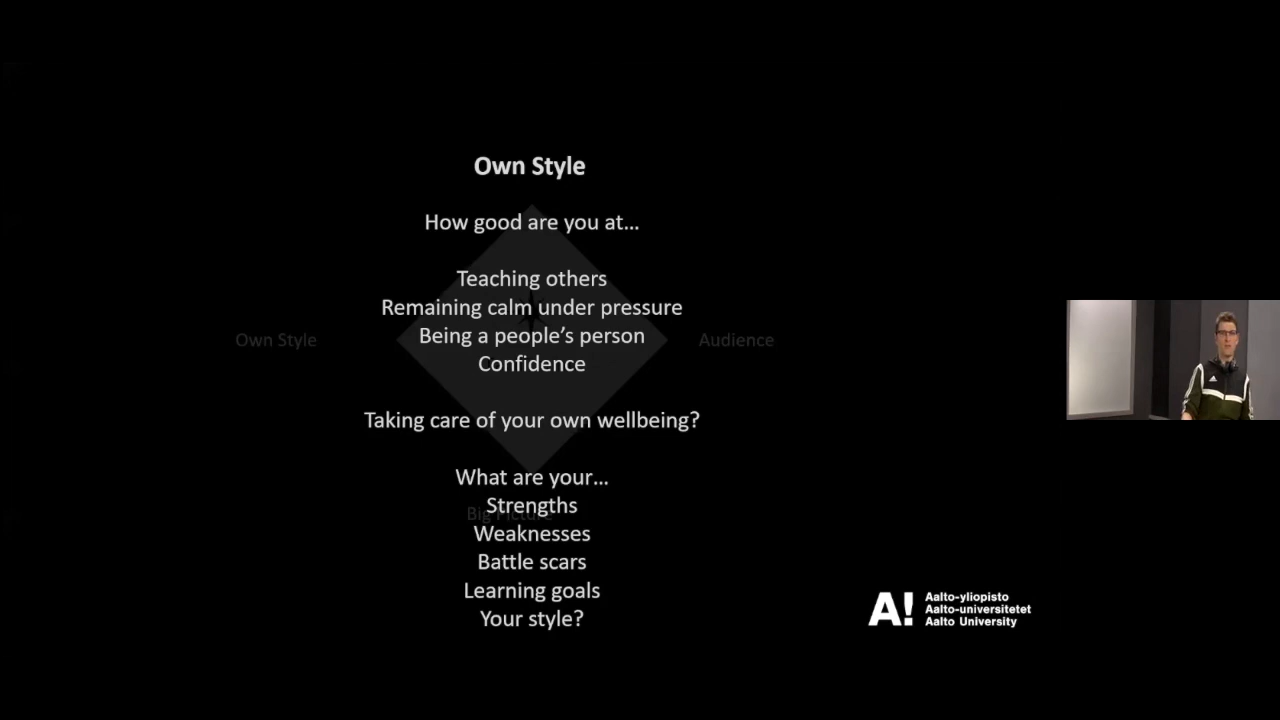 Own Style
How good are you at...
Teaching others
Remaining calm under pressure
Being a people's person
Confidence
Own Style
Audience
Taking care of your own wellbeing?
What are your...
Strengths
Big Picture
Weaknesses
Battle scars
Learning goals
Your style?
A!
Aalto-yliopisto
Aalto-universitetet
Aalto University